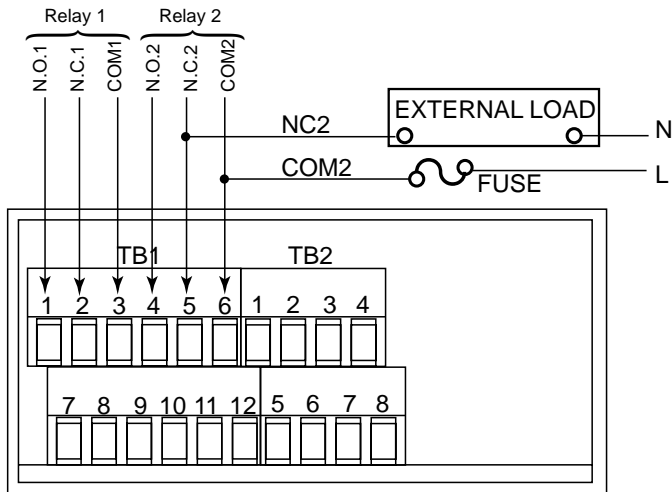 Relay 1 Relay 2
N.O.1 N.C.1 COM1 N.O.2 N.C.2 COM2
EXTERNAL LOAD
NC2 N
COM2 FUSE L
TB1 TB2
1 2 3 4 5 6 1 2 3 4
7 8 9 10 11 12 5 6 7 8